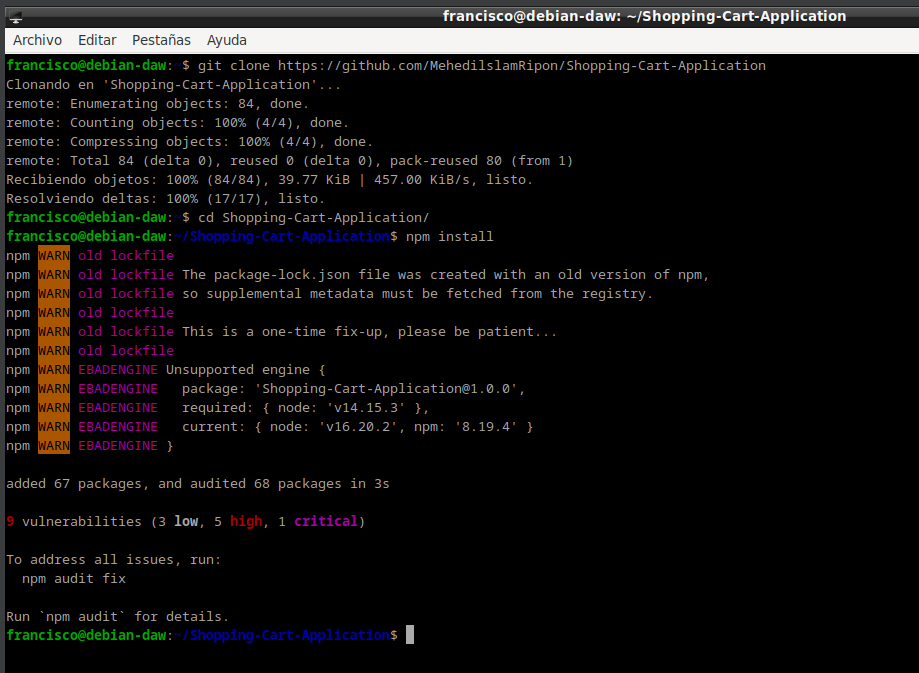 francisco@debian-daw: ~/Shopping-Cart-Application
Archivo Editar Pestañas Ayuda
francisco@debian-daw:~$ git clone https://github.com/MehediIslamRipon/Shopping-Cart-Application
Clonando en 'Shopping-Cart-Application'...
remote: Enumerating objects: 84, done.
remote: Counting objects: 100% (4/4), done.
remote: Compressing objects: 100% (4/4), done.
remote: Total 84 (delta 0), reused 0 (delta 0), pack-reused 80 (from 1)
Recibiendo objetos: 100% (84/84), 39.77 KiB | 457.00 KiB/s, listo.
Resolviendo deltas: 100% (17/17), listo.
francisco@debian-daw:~$ cd Shopping-Cart-Application/
francisco@debian-daw:~/Shopping-Cart-Application$ npm install
npm WARN old lockfile
npm WARN old lockfile The package-lock.json file was created with an old version of npm,
npm WARN old lockfile so supplemental metadata must be fetched from the registry.
npm WARN old lockfile
npm WARN old lockfile This is a one-time fix-up, please be patient...
npm WARN old lockfile
npm WARN EBADENGINE Unsupported engine {
npm WARN EBADENGINE   package: 'Shopping-Cart-Application@1.0.0',
npm WARN EBADENGINE   required: { node: 'v14.15.3' },
npm WARN EBADENGINE   current: { node: 'v16.20.2', npm: '8.19.4' }
npm WARN EBADENGINE }
added 67 packages, and audited 68 packages in 3s
9 vulnerabilities (3 low, 5 high, 1 critical)
To address all issues, run:
  npm audit fix
Run `npm audit` for details.
francisco@debian-daw:~/Shopping-Cart-Application$